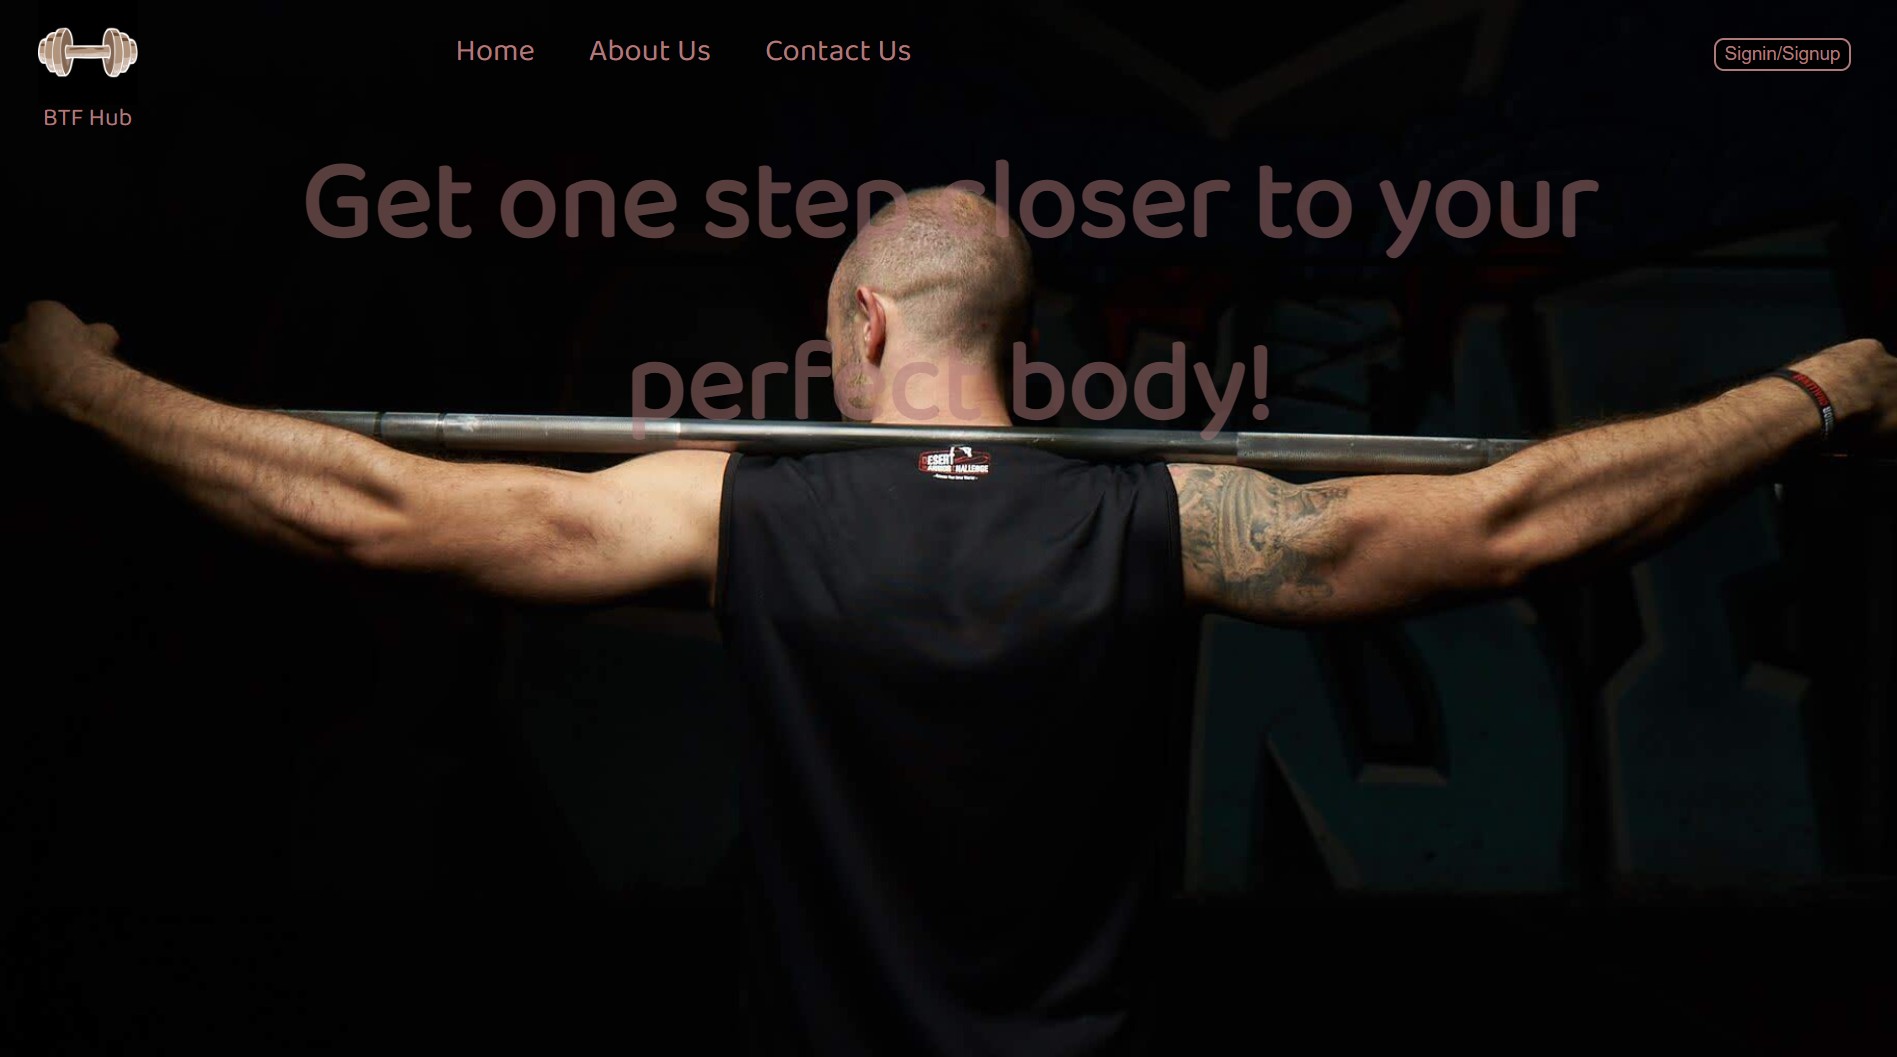 Home About Us Contact Us Signin/Signup
BTF Hub
Get one step closer to your
perfect body!
DESERT
WARRIOR CHALLENGE